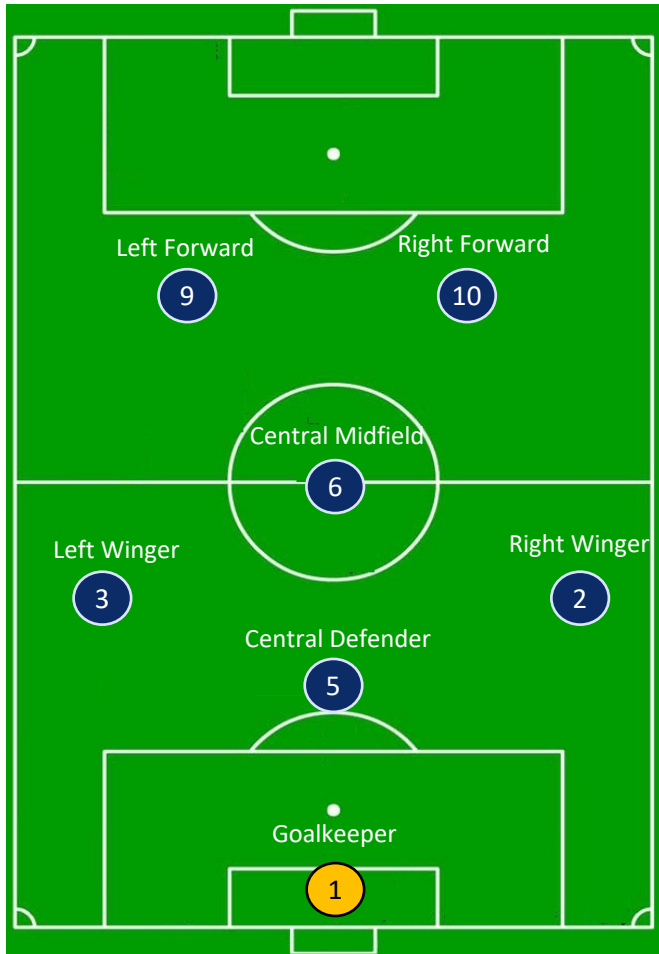 Left Forward
Right Forward
9
10
Central Midfield
6
Left Winger
Right Winger
3
2
Central Defender
5
Goalkeeper
1